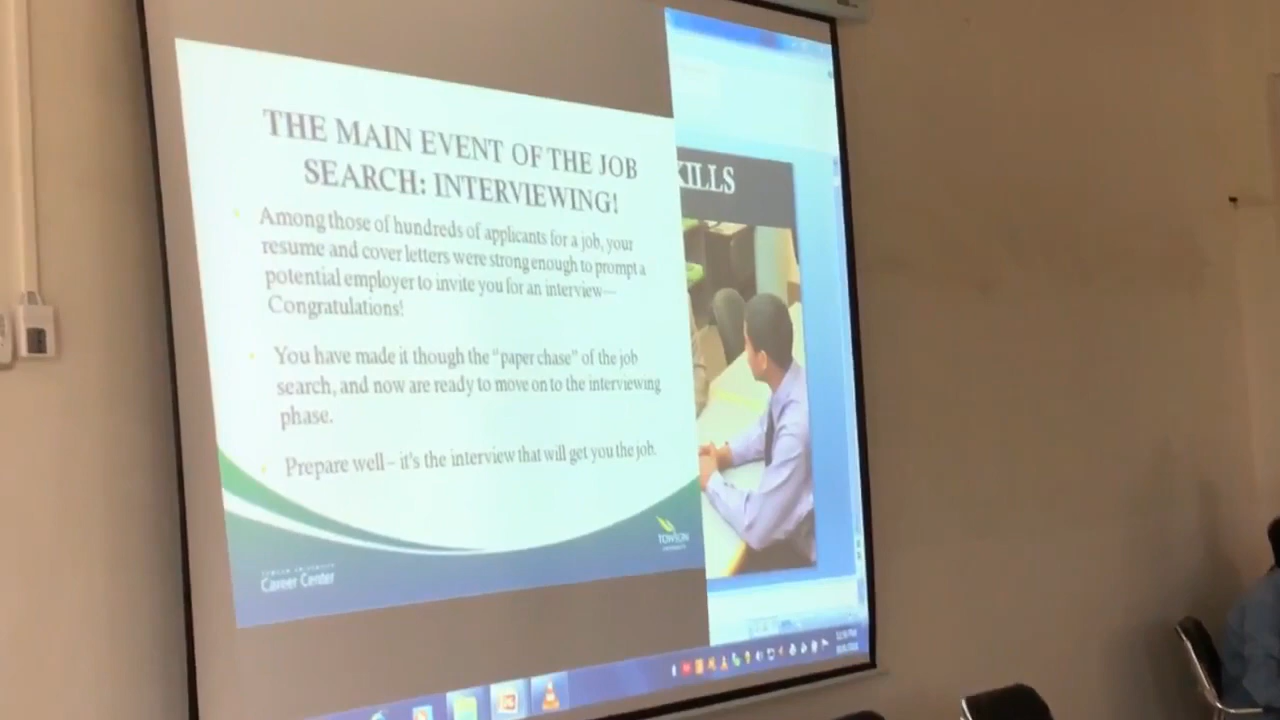 THE MAIN EVENT OF THE JOB
SEARCH: INTERVIEWING!
Among those of hundreds of applicants for a job, your
resume and cover letters were strong enough to prompt a
potential employer to invite you for an interview—
Congratulations!
You have made it though the "paper chase" of the job
search, and now are ready to move on to the interviewing
phase.
Prepare well – it's the interview that will get you the job.
TOWSON
UNIVERSITY
Career Center
KILLS